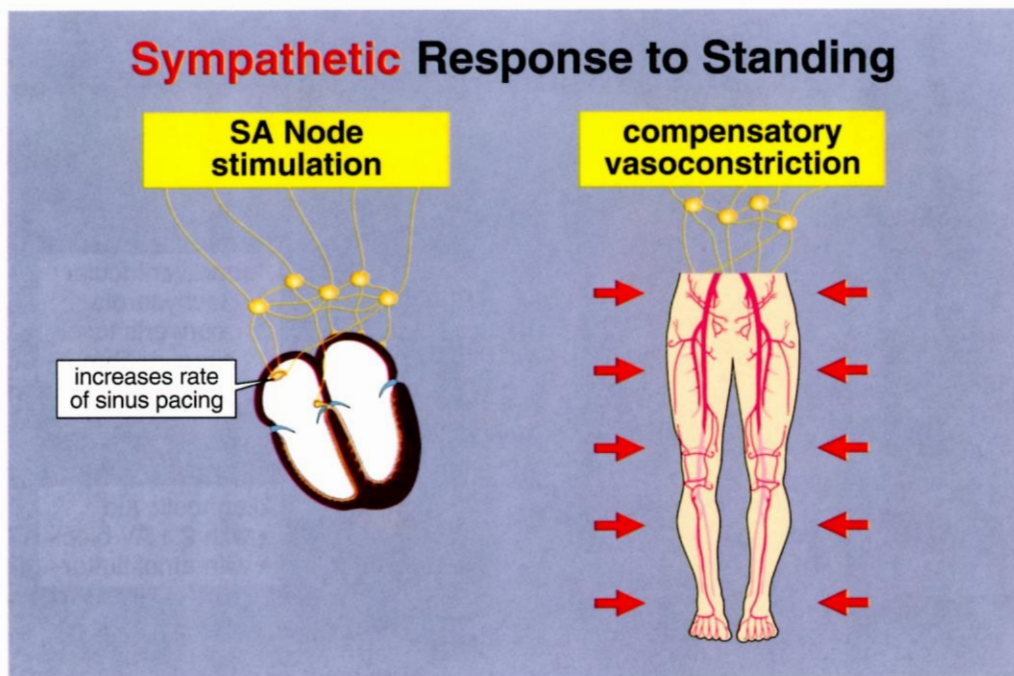 Sympathetic Response to Standing
SA Node
stimulation
compensatory
vasoconstriction
increases rate
of sinus pacing